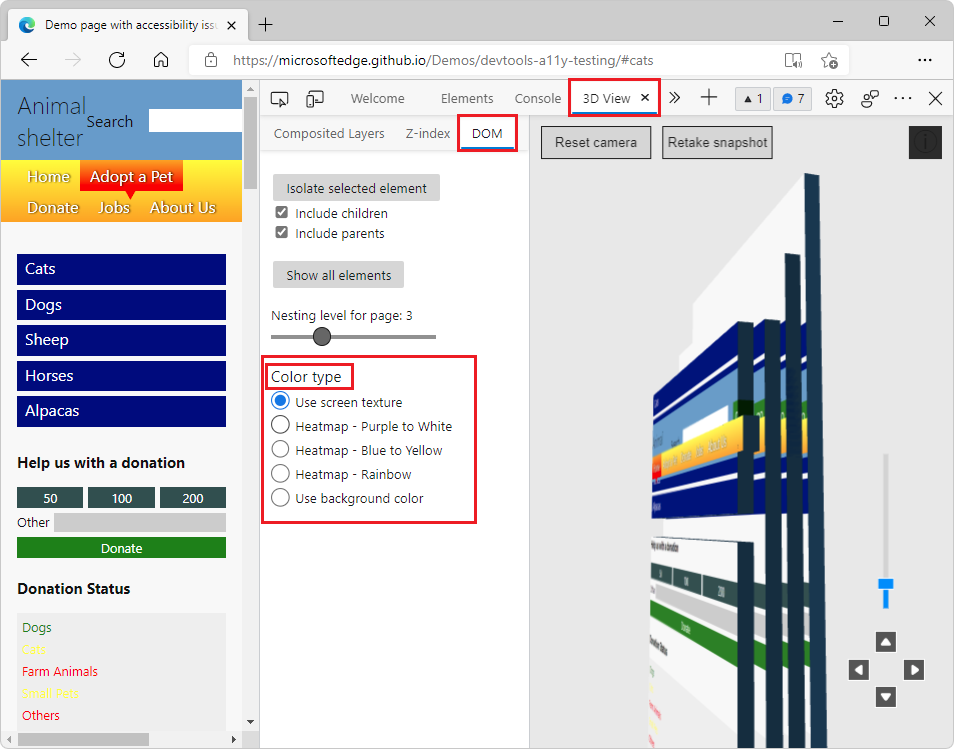 Demo page with accessibility issu
https://microsoftedge.github.io/Demos/devtools-a11y-testing/#cats
Welcome Elements Console 3D View 1 7
Animal
shelter
Search
Home Adopt a Pet
Donate Jobs About Us
Cats
Dogs
Sheep
Horses
Alpacas
Help us with a donation
50 100 200
Other
Donate
Donation Status
Dogs
Cats
Farm Animals
Small Pets
Others
Composited Layers Z-index DOM
Isolate selected element
Include children
Include parents
Show all elements
Nesting level for page: 3
Color type
Use screen texture
Heatmap - Purple to White
Heatmap - Blue to Yellow
Heatmap - Rainbow
Use background color
Reset camera Retake snapshot
Help us with a donation
Donate